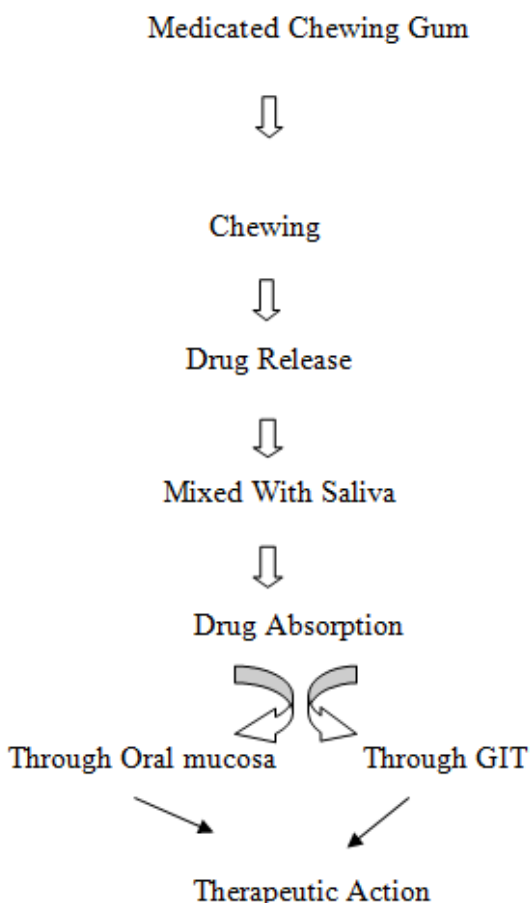 Medicated Chewing Gum
Chewing
Drug Release
Mixed With Saliva
Drug Absorption
Through Oral mucosa
Through GIT
Therapeutic Action